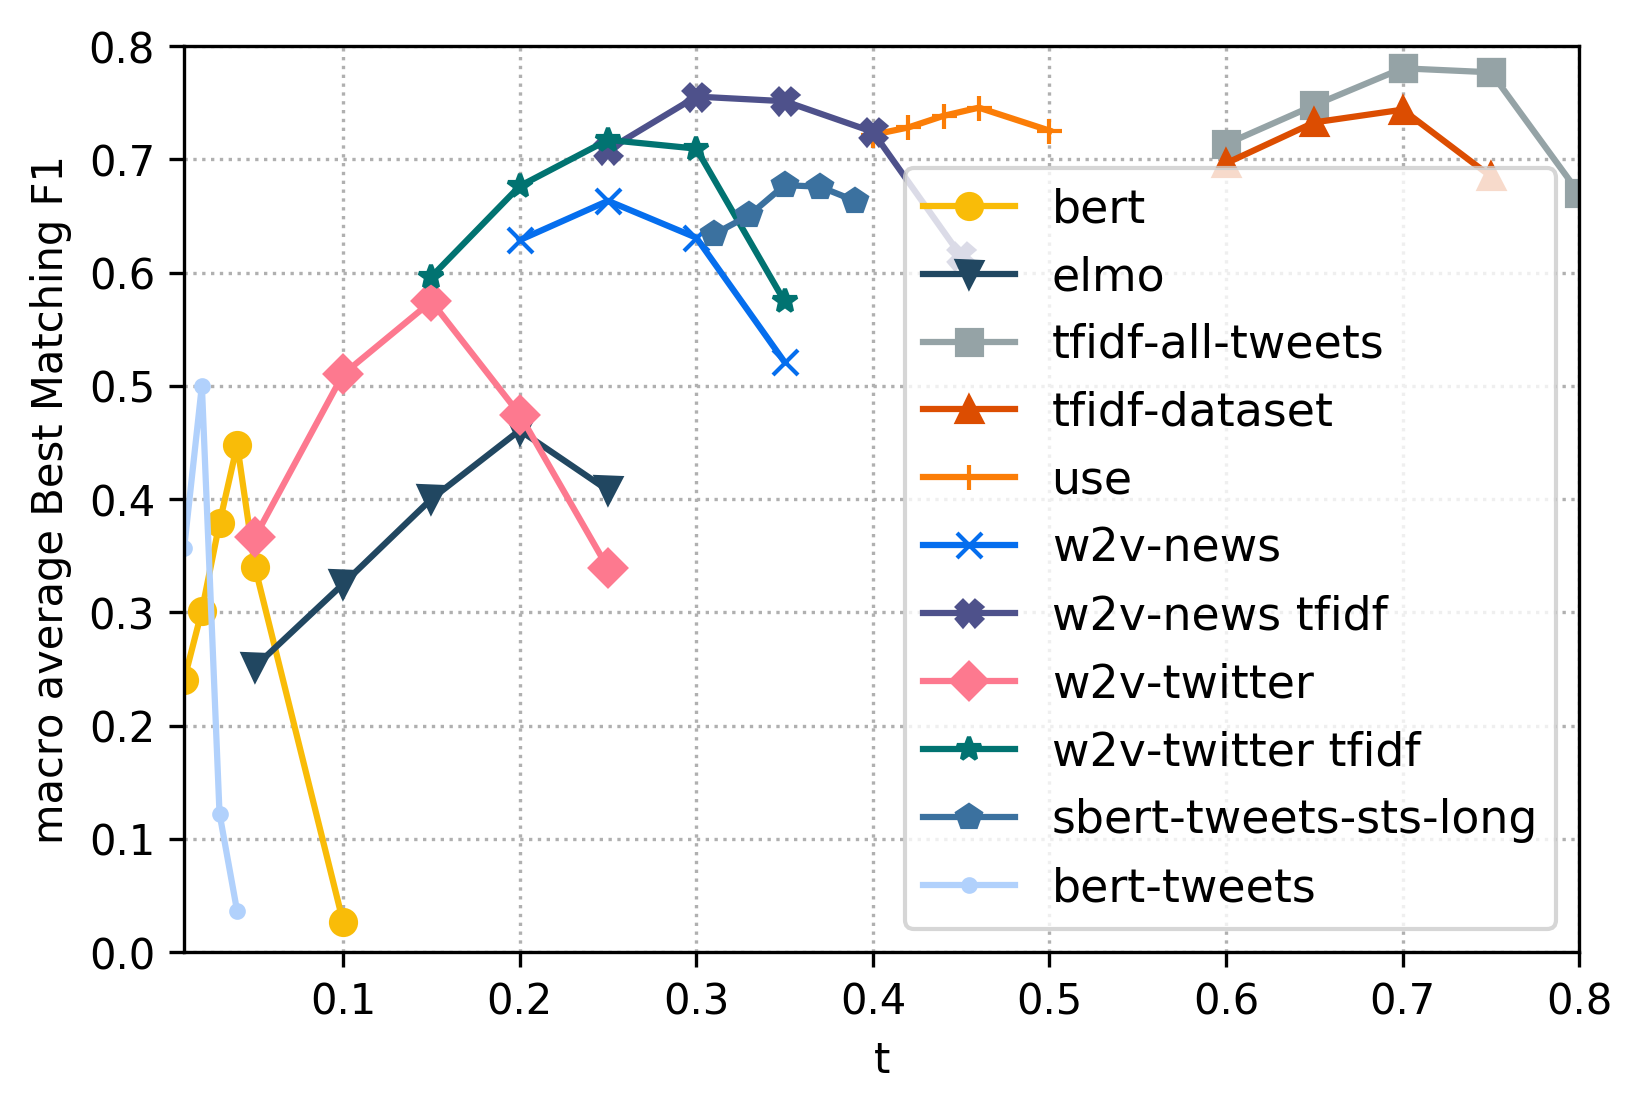 macro average Best Matching F1
0.8
0.7
0.6
0.5
0.4
0.3
0.2
0.1
0.0
bert
elmo
tfidf-all-tweets
tfidf-dataset
use
w2v-news
w2v-news tfidf
w2v-twitter
w2v-twitter tfidf
sbert-tweets-sts-long
bert-tweets
0.1 0.2 0.3 0.4 0.5 0.6 0.7 0.8
t